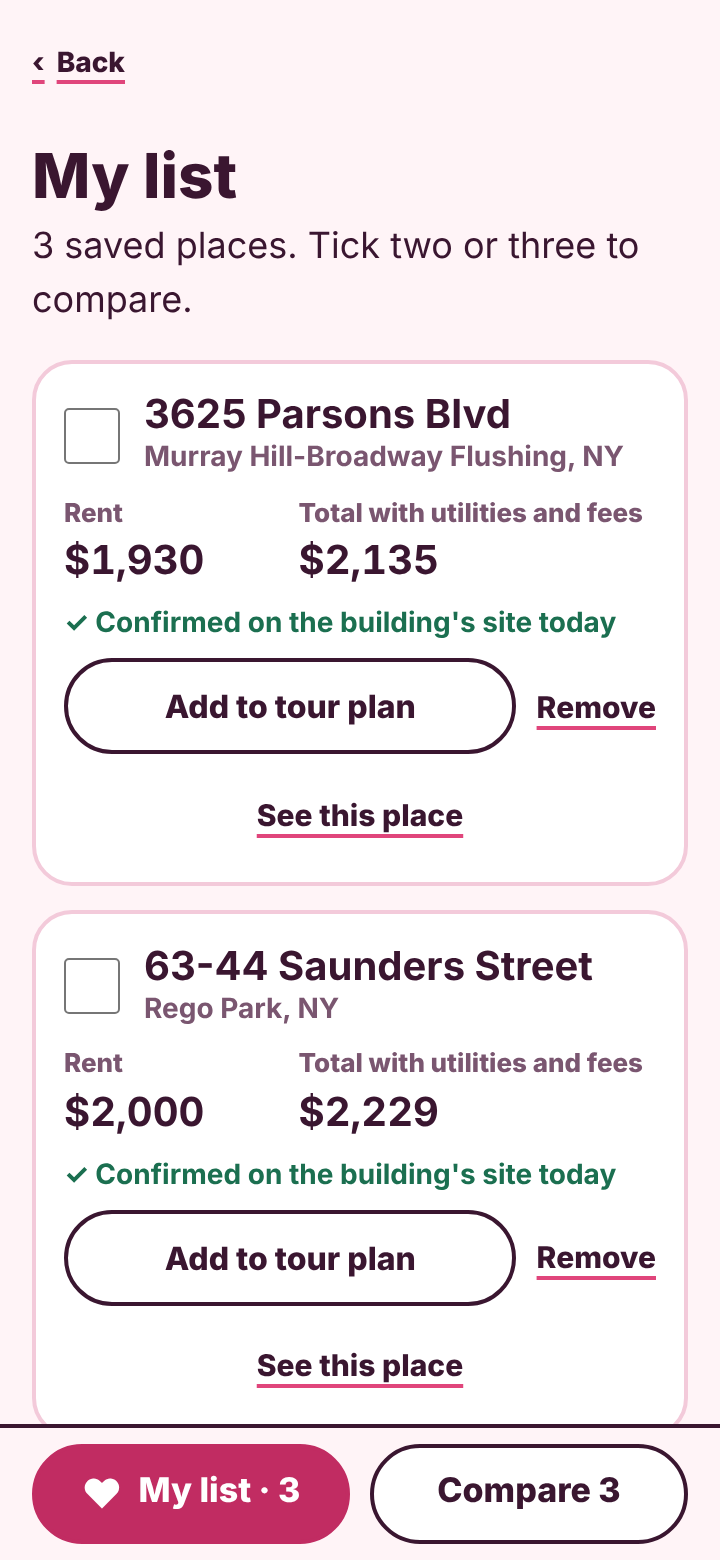 ‹ Back
My list
3 saved places. Tick two or three to
compare.
3625 Parsons Blvd
Murray Hill-Broadway Flushing, NY
Rent
Total with utilities and fees
$1,930
$2,135
✓ Confirmed on the building's site today
Add to tour plan
Remove
See this place
63-44 Saunders Street
Rego Park, NY
Rent
Total with utilities and fees
$2,000
$2,229
✓ Confirmed on the building's site today
Add to tour plan
Remove
See this place
My list · 3
Compare 3